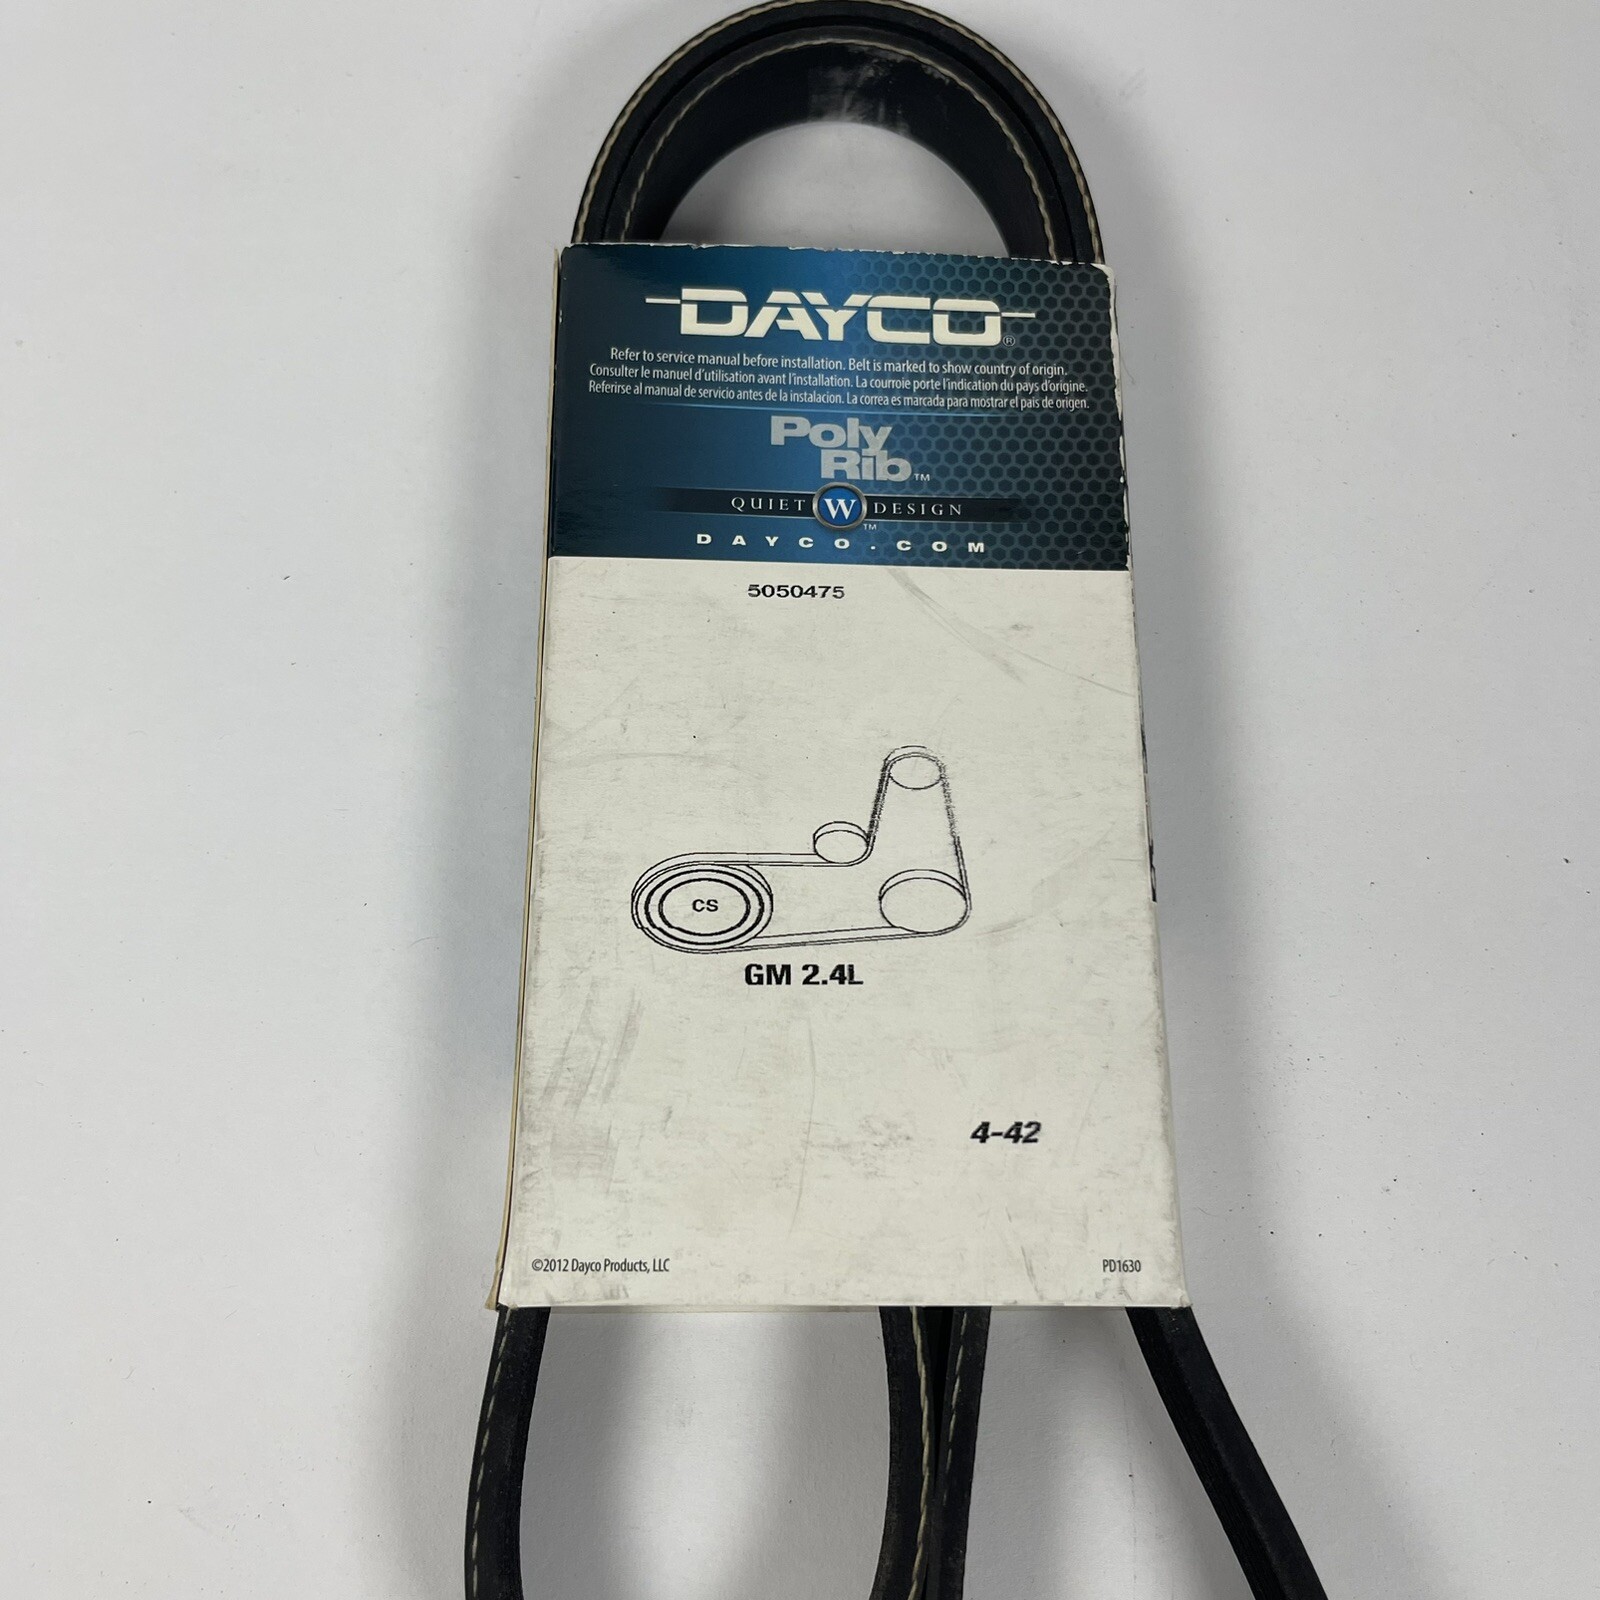 DAYCO®
Refer to service manual before installation. Belt is marked to show country of origin.
Consulter le manuel d'utilisation avant l'installation. La courroie porte l'indication du pays d'origine.
Referirse al manual de servicio antes de la instalacion. La correa es marcada para mostrar el pais de origen.
Poly
Rib™
QUIET W DESIGN
™
DAYCO.COM
5050475
CS
GM 2.4L
4-42
©2012 Dayco Products, LLC PD1630